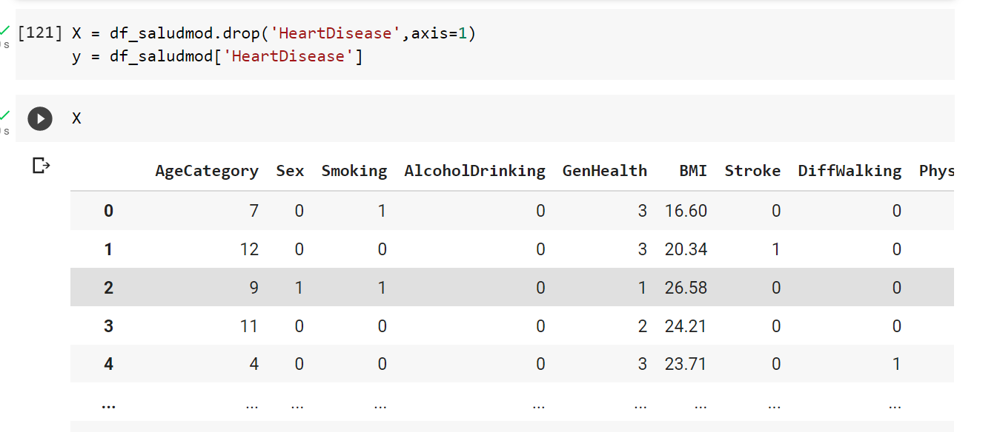 [121] X = df_saludmod.drop('HeartDisease',axis=1)
s y = df_saludmod['HeartDisease']
X
s
AgeCategory Sex Smoking AlcoholDrinking GenHealth BMI Stroke DiffWalking Phys
0 7 0 1 0 3 16.60 0 0
1 12 0 0 0 3 20.34 1 0
2 9 1 1 0 1 26.58 0 0
3 11 0 0 0 2 24.21 0 0
4 4 0 0 0 3 23.71 0 1
... ... ... ... ... ... ... ... ...